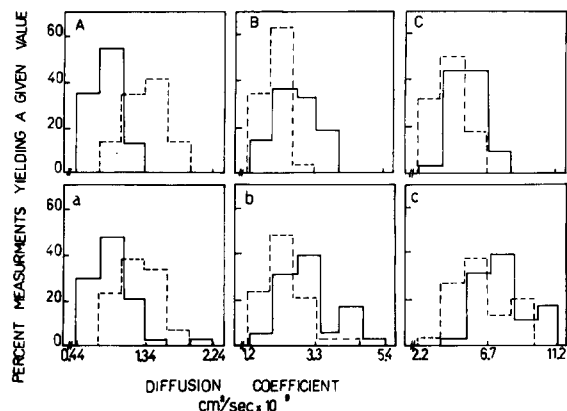 PERCENT MEASURMENTS YIELDING A GIVEN VALUE
A B C
60
40
20
0
a b c
60
40
20
0
0,44 1,34 2,24 1,2 3,3 5,4 2,2 6,7 11,2
DIFFUSION COEFFICIENT
cm²/sec x 10⁹